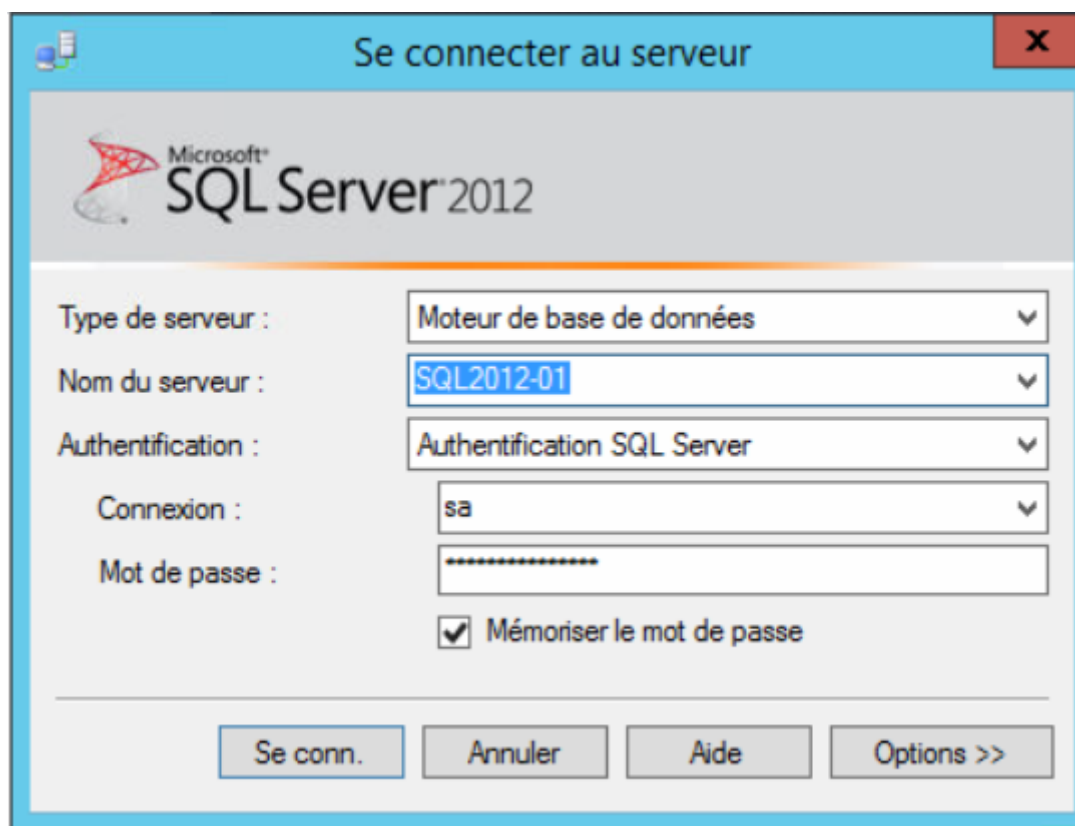 Se connecter au serveur
x
Microsoft®
SQL Server® 2012
Type de serveur : Moteur de base de données
Nom du serveur : SQL2012-01
Authentification : Authentification SQL Server
Connexion : sa
Mot de passe : ***************
Mémoriser le mot de passe
Se conn. Annuler Aide Options >>